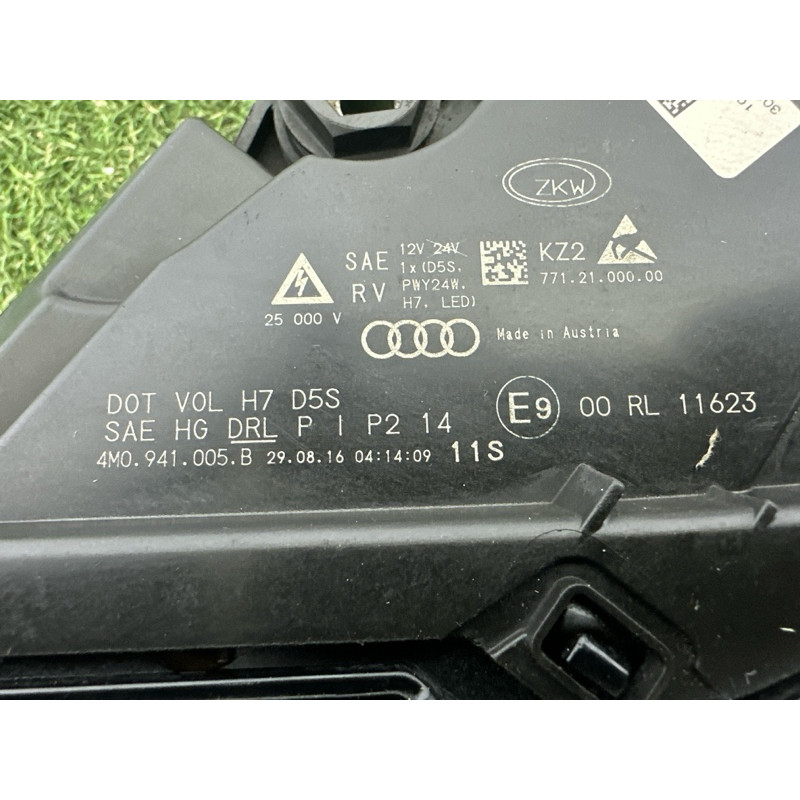 ZKW
SAE 12V 24V
1x(D5S,
RV PWY24W,
H7, LED)
25 000 V
KZ2
771.21.000.00
Made in Austria
DOT VOL H7 D5S
SAE HG DRL P I P2 14
4M0.941.005.B 29.08.16 04:14:09 11S
E9 00 RL 11623